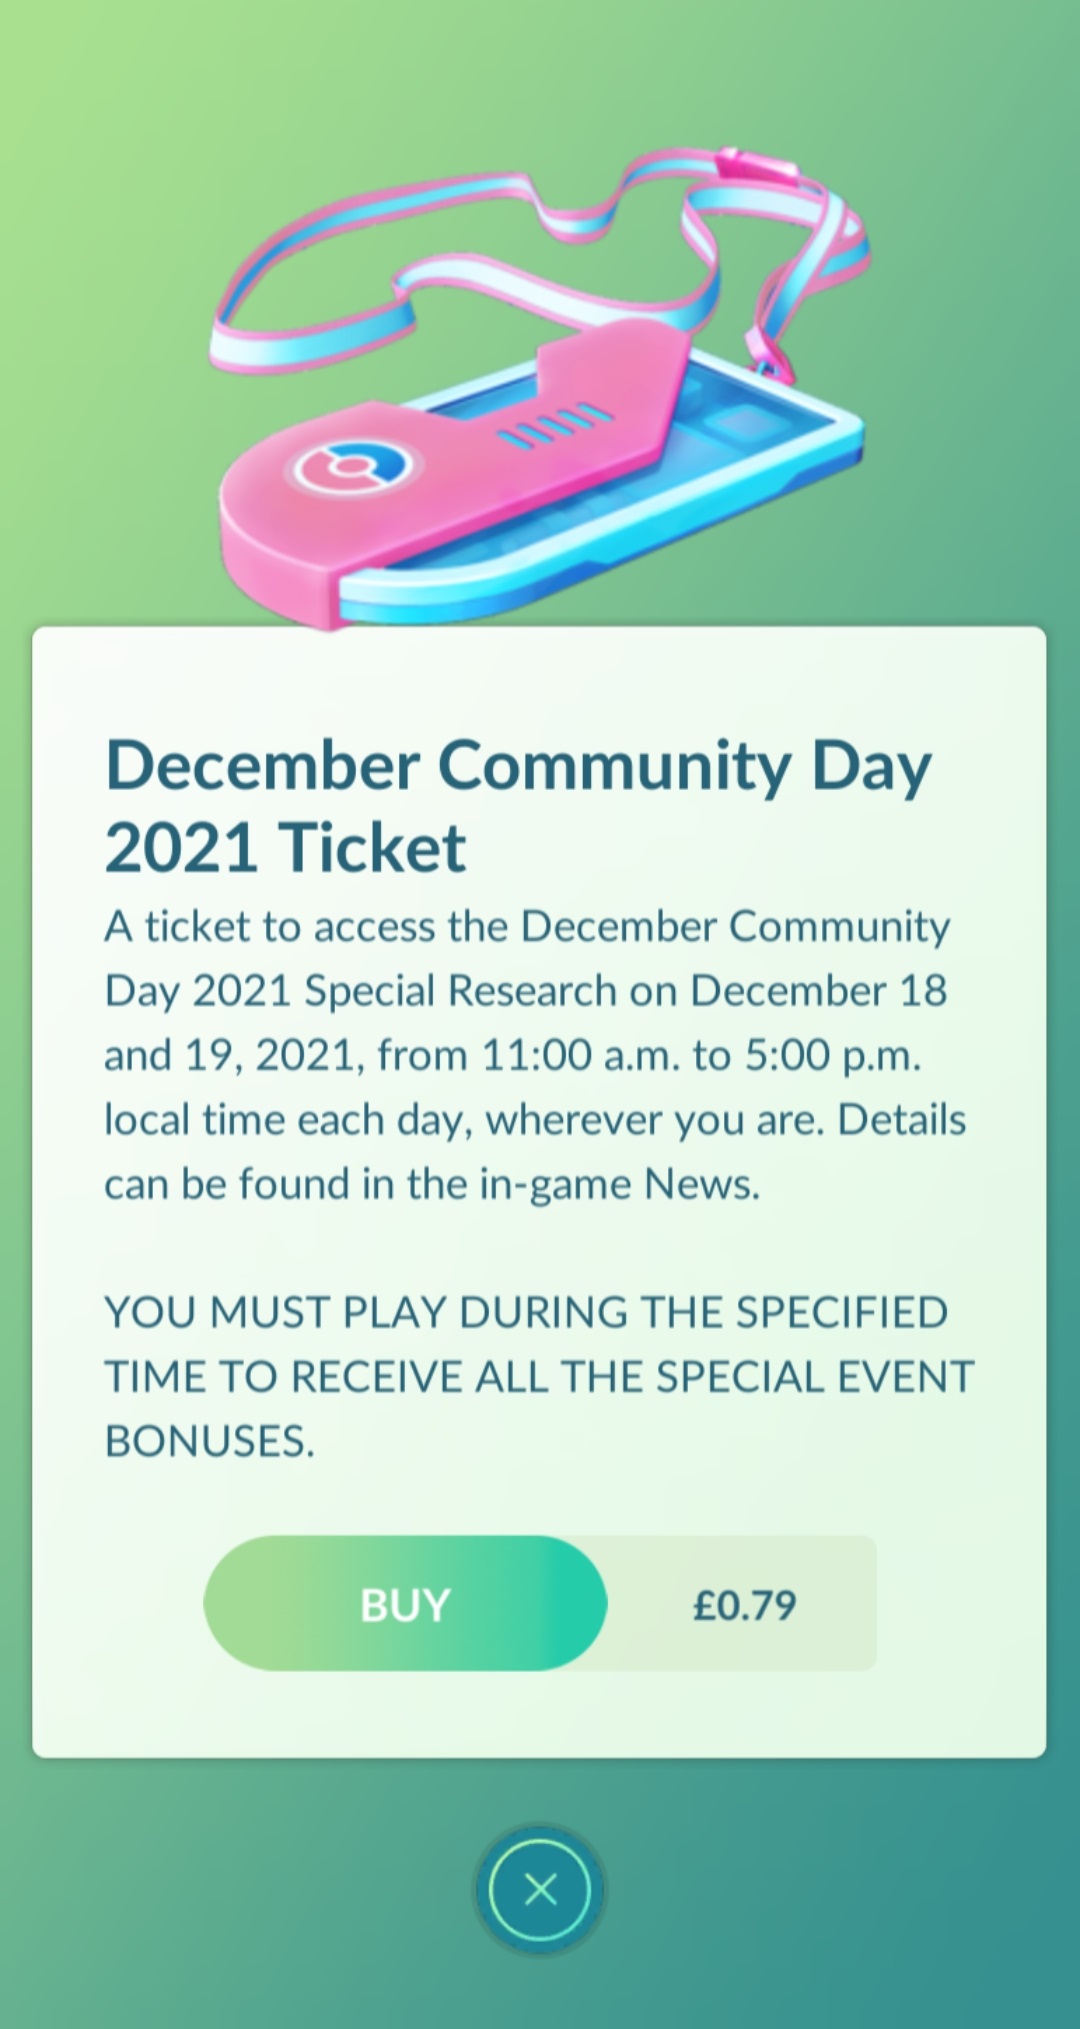 December Community Day
2021 Ticket
A ticket to access the December Community
Day 2021 Special Research on December 18
and 19, 2021, from 11:00 a.m. to 5:00 p.m.
local time each day, wherever you are. Details
can be found in the in-game News.
YOU MUST PLAY DURING THE SPECIFIED
TIME TO RECEIVE ALL THE SPECIAL EVENT
BONUSES.
BUY £0.79